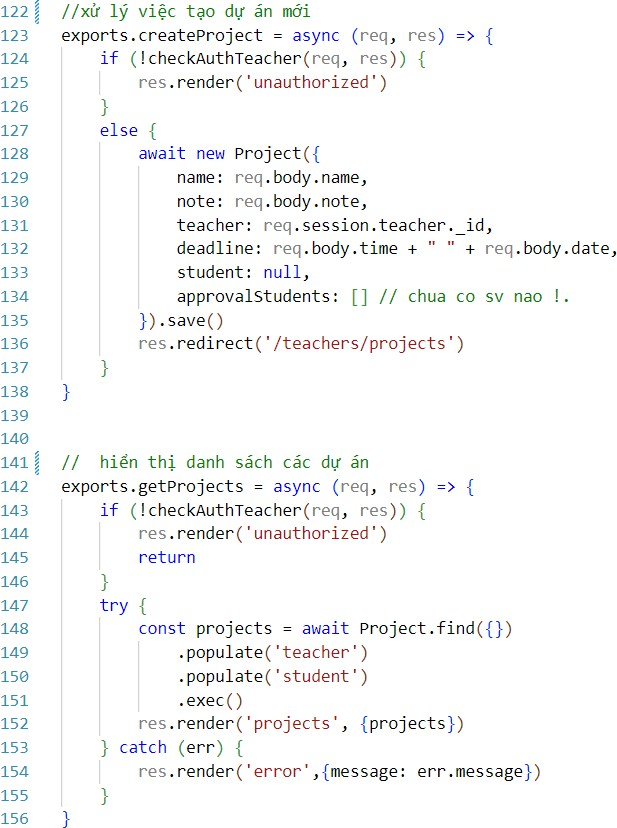 122 //xử lý việc tạo dự án mới
123 exports.createProject = async (req, res) => {
124     if (!checkAuthTeacher(req, res)) {
125         res.render('unauthorized')
126     }
127     else {
128         await new Project({
129             name: req.body.name,
130             note: req.body.note,
131             teacher: req.session.teacher._id,
132             deadline: req.body.time + " " + req.body.date,
133             student: null,
134             approvalStudents: [] // chua co sv nao !.
135         }).save()
136         res.redirect('/teachers/projects')
137     }
138 }
139
140
141 //  hiển thị danh sách các dự án
142 exports.getProjects = async (req, res) => {
143     if (!checkAuthTeacher(req, res)) {
144         res.render('unauthorized')
145         return
146     }
147     try {
148         const projects = await Project.find({})
149             .populate('teacher')
150             .populate('student')
151             .exec()
152         res.render('projects', {projects})
153     } catch (err) {
154         res.render('error',{message: err.message})
155     }
156 }